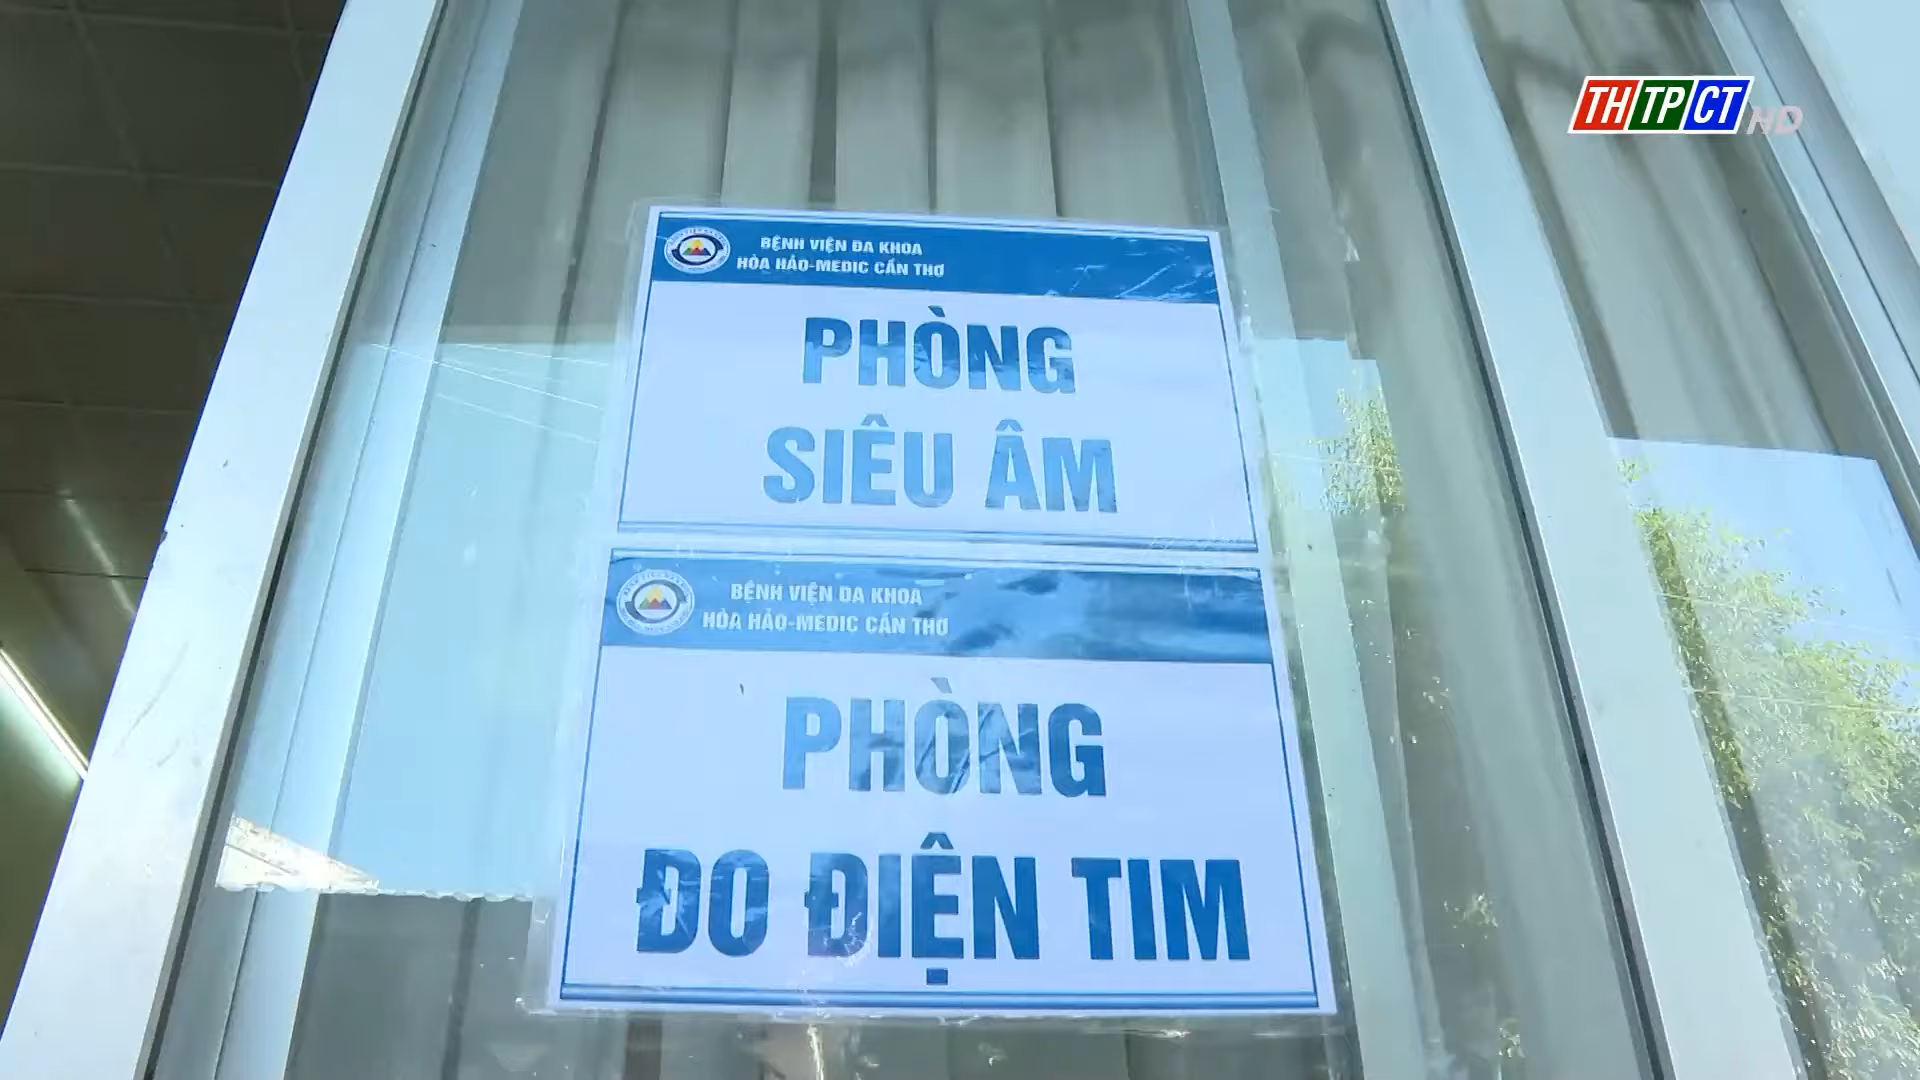 THTPCT HD
BỆNH VIỆN ĐA KHOA
HÒA HẢO-MEDIC CẦN THƠ
PHÒNG
SIÊU ÂM
BỆNH VIỆN ĐA KHOA
HÒA HẢO-MEDIC CẦN THƠ
PHÒNG
ĐO ĐIỆN TIM